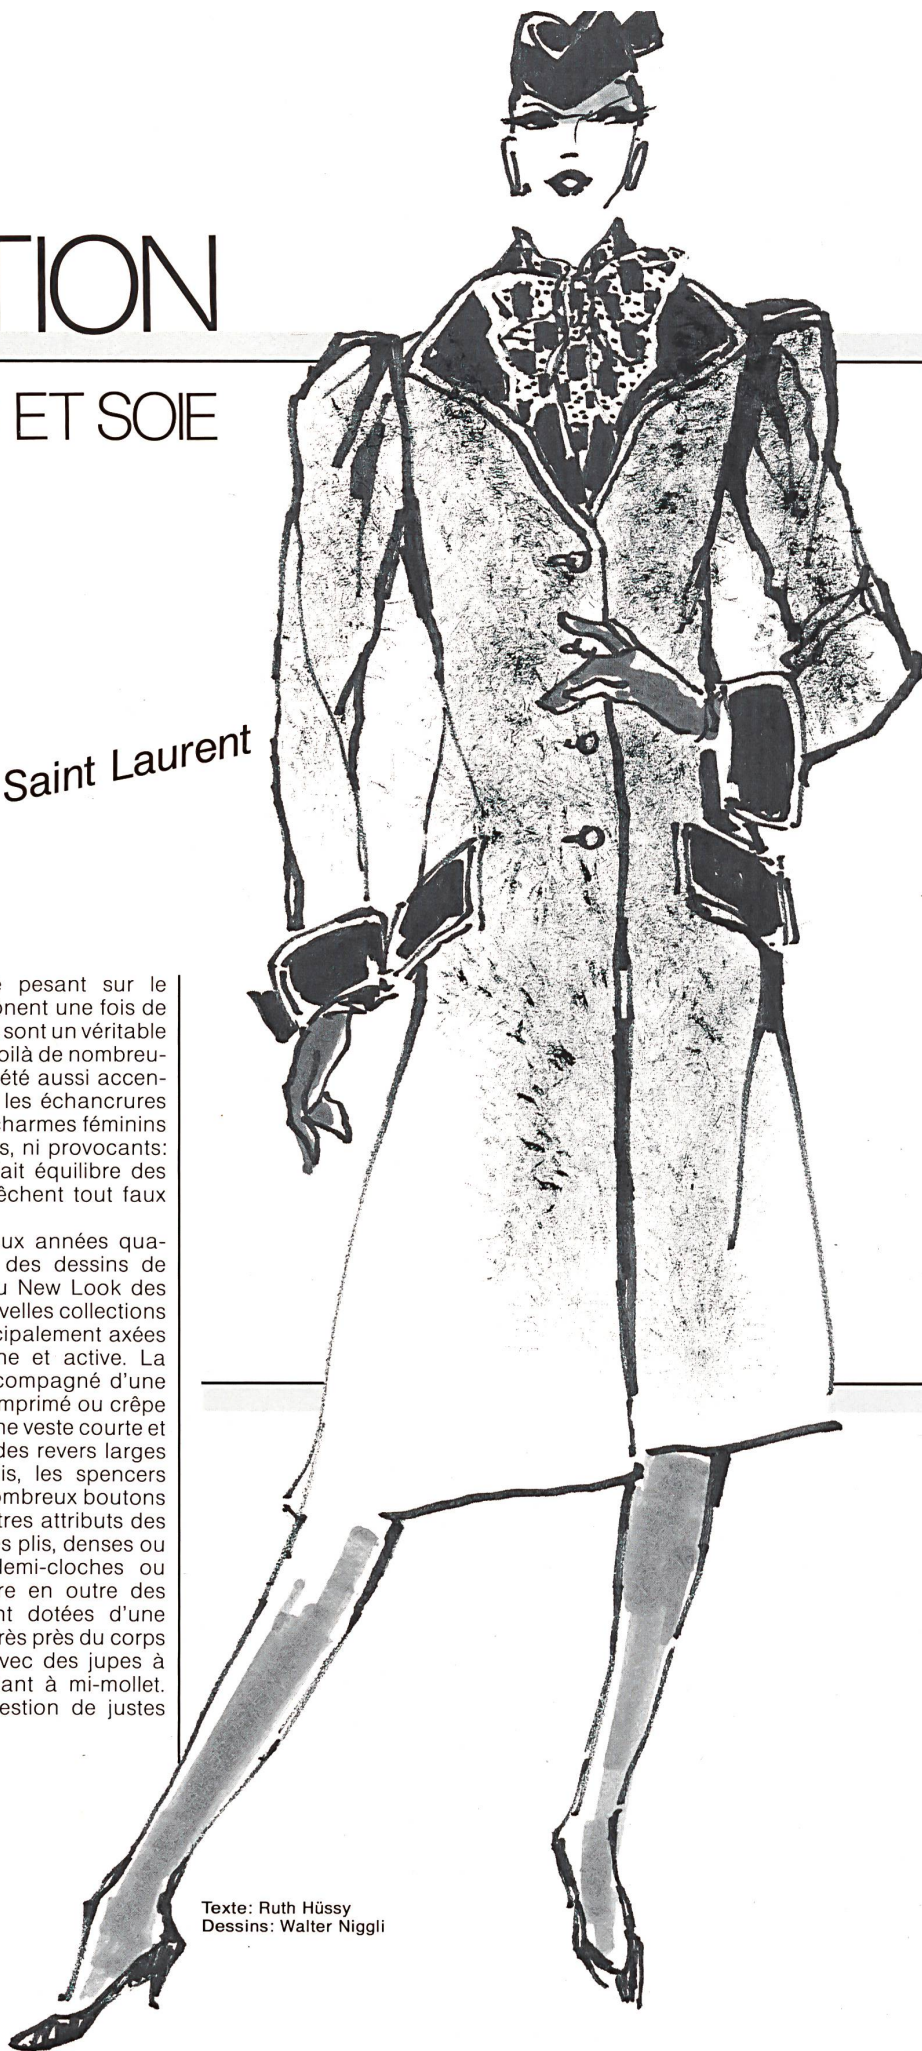 TION
ET SOIE
Saint Laurent
pesant sur le
nent une fois de
sont un véritable
oilà de nombreu-
été aussi accen-
les échancrures
harmes féminins
s, ni provocants:
ait équilibre des
êchent tout faux
ux années qua-
des dessins de
u New Look des
velles collections
cipalement axées
ne et active. La
compagné d'une
mprimé ou crêpe
ne veste courte et
des revers larges
is, les spencers
ombreux boutons
tres attributs des
s plis, denses ou
demi-cloches ou
re en outre des
nt dotées d'une
rès près du corps
vec des jupes à
ant à mi-mollet.
estion de justes
Texte: Ruth Hüssy
Dessins: Walter Niggli